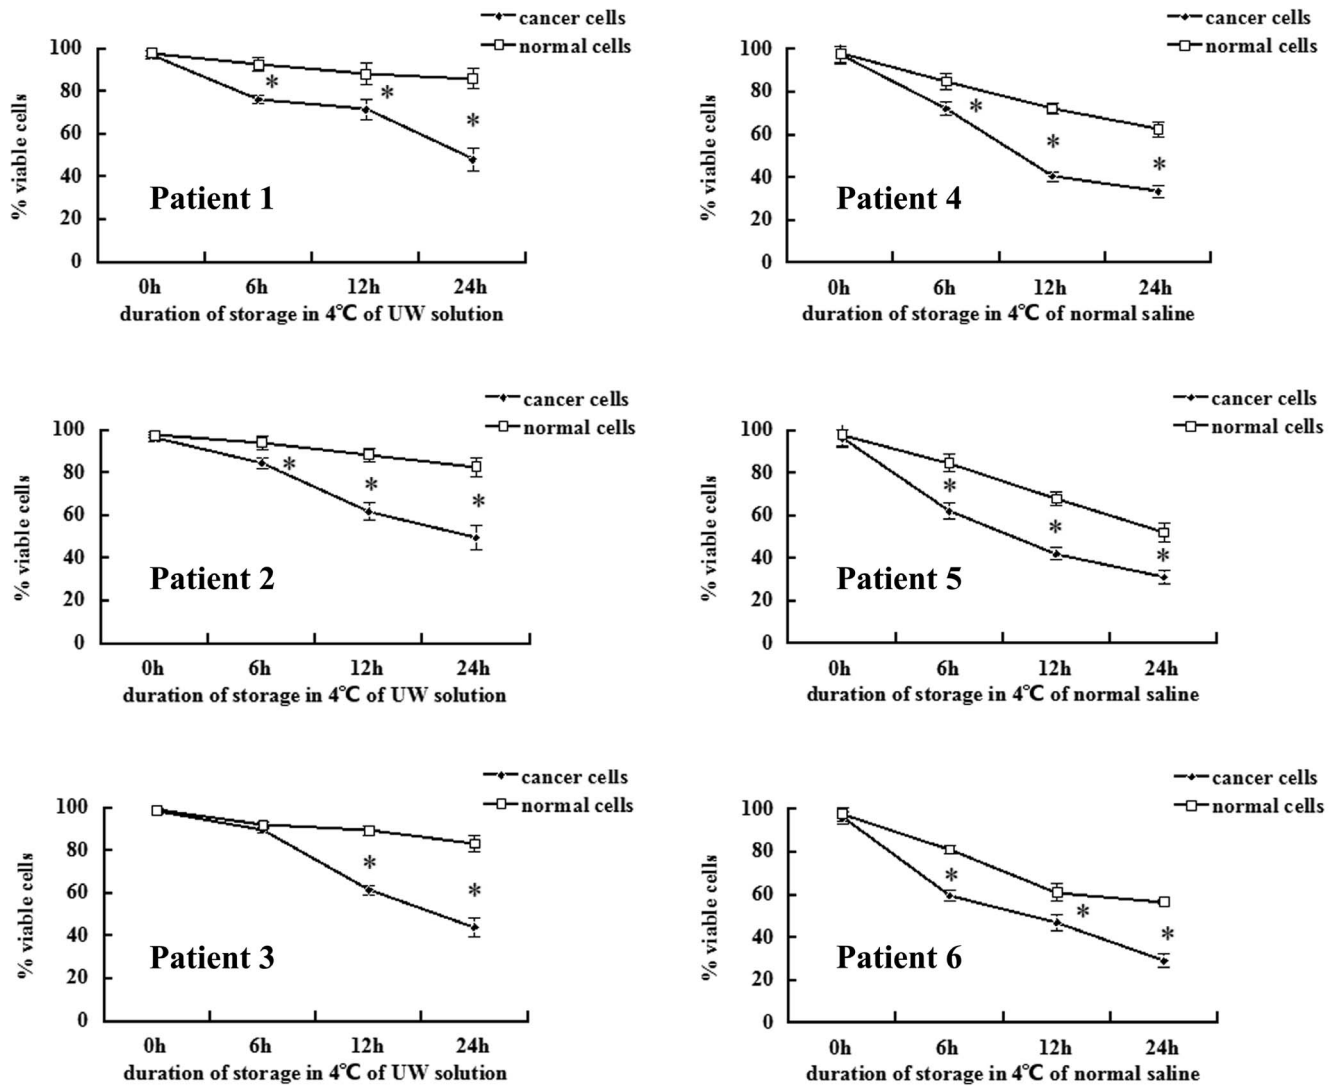 cancer cells
normal cells
100
80
60
40
20
0
% viable cells
*
*
*
Patient 1
0h 6h 12h 24h
duration of storage in 4℃ of UW solution
cancer cells
normal cells
100
80
60
40
20
0
% viable cells
*
*
*
Patient 4
0h 6h 12h 24h
duration of storage in 4℃ of normal saline
cancer cells
normal cells
100
80
60
40
20
0
% viable cells
*
*
*
Patient 2
0h 6h 12h 24h
duration of storage in 4℃ of UW solution
cancer cells
normal cells
100
80
60
40
20
0
% viable cells
*
*
*
Patient 5
0h 6h 12h 24h
duration of storage in 4℃ of normal saline
cancer cells
normal cells
100
80
60
40
20
0
% viable cells
*
*
Patient 3
0h 6h 12h 24h
duration of storage in 4℃ of UW solution
cancer cells
normal cells
100
80
60
40
20
0
% viable cells
*
*
*
Patient 6
0h 6h 12h 24h
duration of storage in 4℃ of normal saline